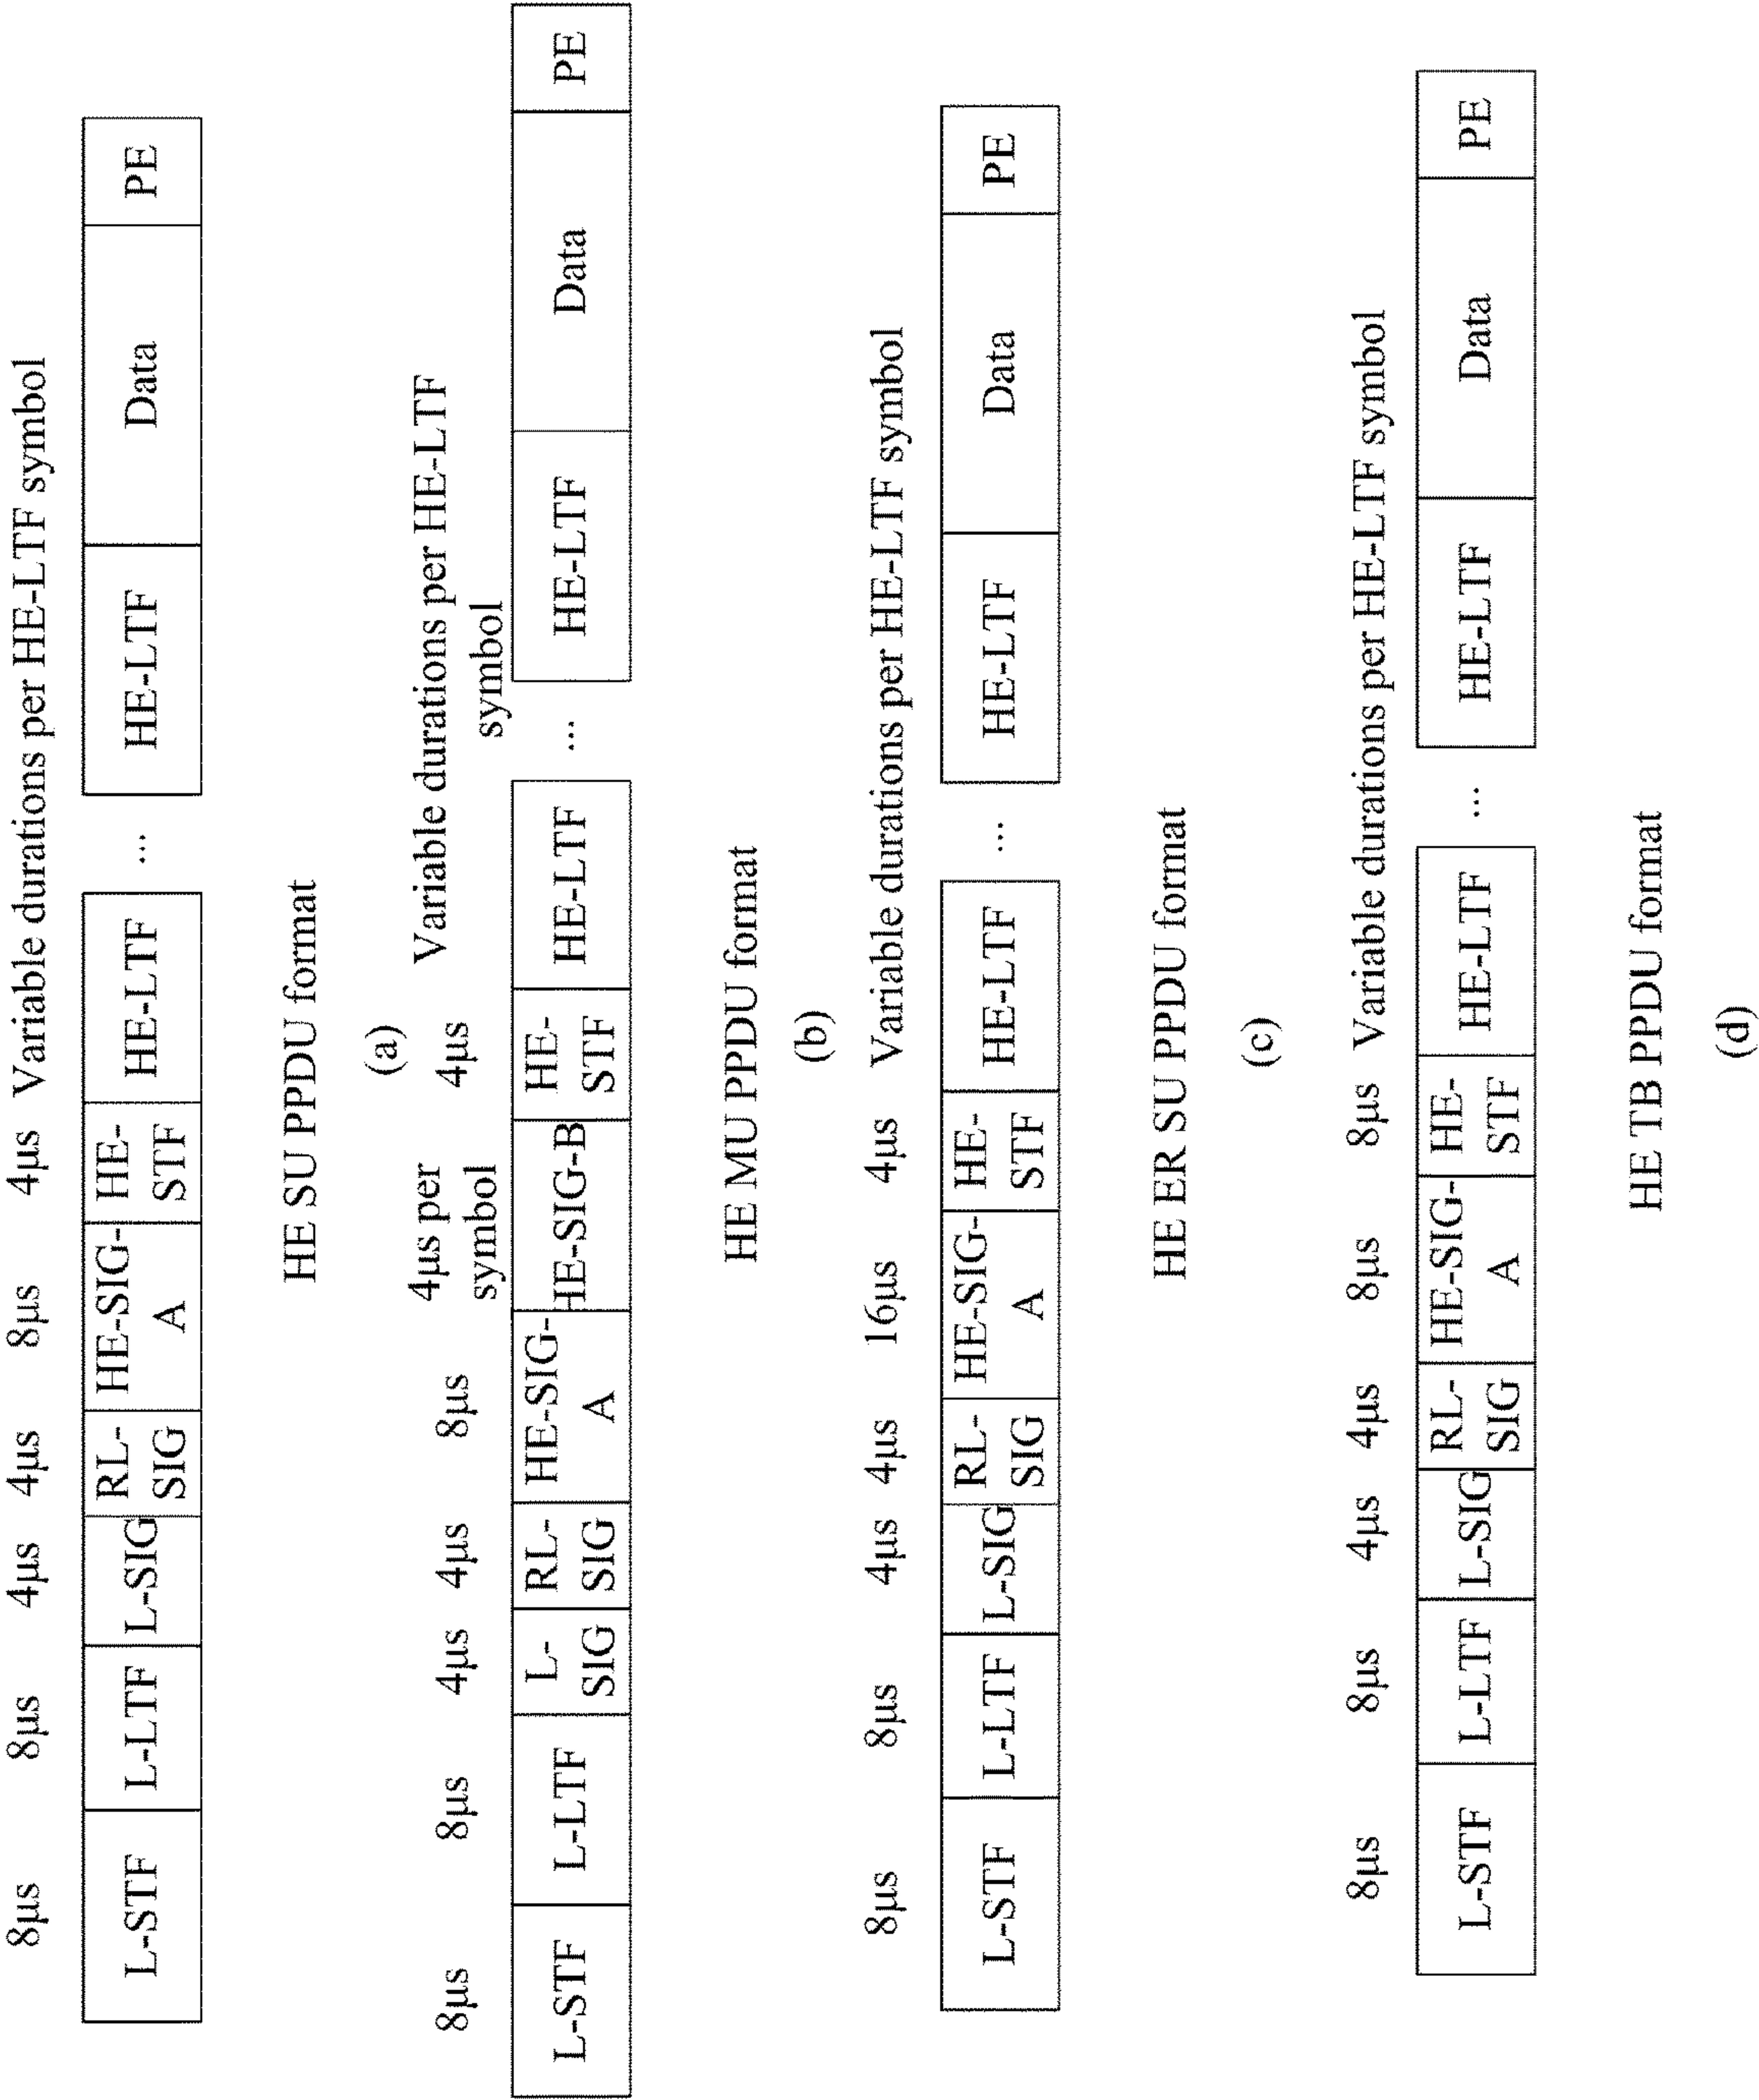 8µs 8µs 4µs 4µs 8µs 4µs Variable durations per HE-LTF symbol
L-STF L-LTF L-SIG RL-SIG HE-SIG-A HE-STF HE-LTF ... HE-LTF Data PE
HE SU PPDU format
(a)
8µs 8µs 4µs 4µs 8µs 4µs per symbol 4µs Variable durations per HE-LTF symbol
L-STF L-LTF L-SIG RL-SIG HE-SIG-A HE-SIG-B HE-STF HE-LTF ... HE-LTF Data PE
HE MU PPDU format
(b)
8µs 8µs 4µs 4µs 16µs 4µs Variable durations per HE-LTF symbol
L-STF L-LTF L-SIG RL-SIG HE-SIG-A HE-STF HE-LTF ... HE-LTF Data PE
HE ER SU PPDU format
(c)
8µs 8µs 4µs 4µs 8µs 8µs Variable durations per HE-LTF symbol
L-STF L-LTF L-SIG RL-SIG HE-SIG-A HE-STF HE-LTF ... HE-LTF Data PE
HE TB PPDU format
(d)